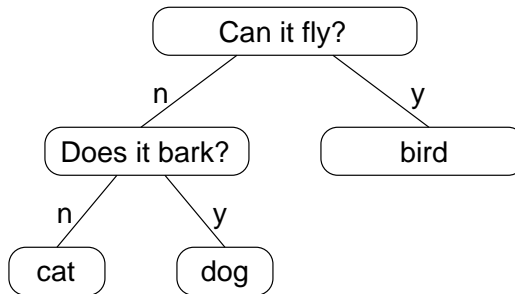 Can it fly?
n
y
Does it bark?
bird
n
y
cat
dog